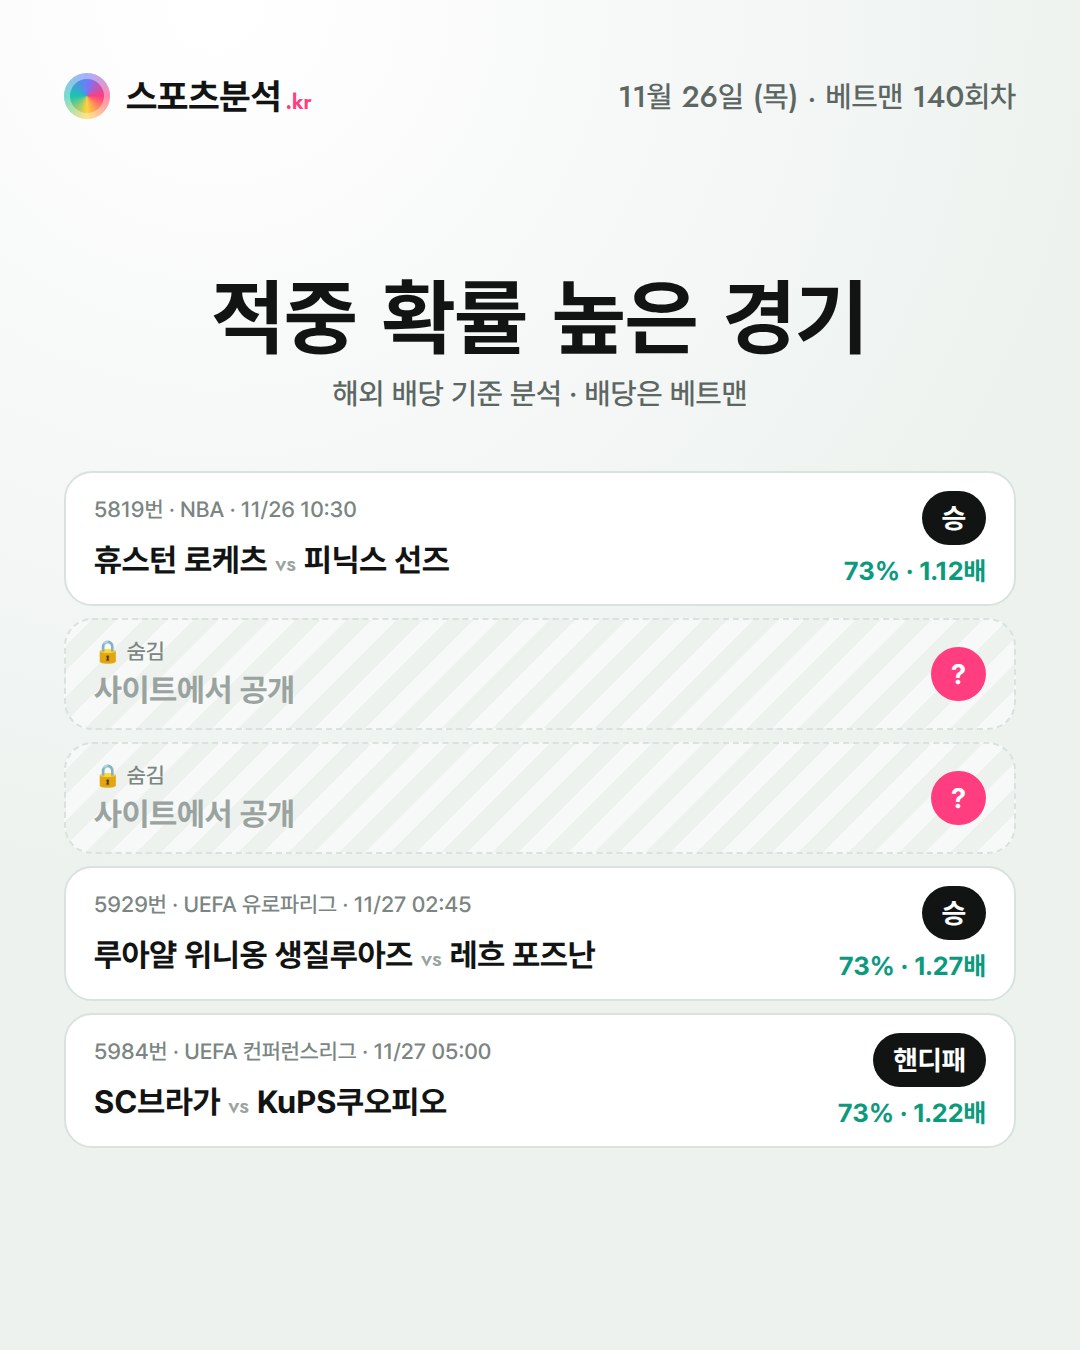 스포츠분석.kr
11월 26일 (목) · 베트맨 140회차
적중 확률 높은 경기
해외 배당 기준 분석 · 배당은 베트맨
5819번 · NBA · 11/26 10:30
승
휴스턴 로케츠 vs 피닉스 선즈
73% · 1.12배
🔒 숨김
사이트에서 공개
?
🔒 숨김
사이트에서 공개
?
5929번 · UEFA 유로파리그 · 11/27 02:45
승
루아얄 위니옹 생질루아즈 vs 레흐 포즈난
73% · 1.27배
5984번 · UEFA 컨퍼런스리그 · 11/27 05:00
핸디패
SC브라가 vs KuPS쿠오피오
73% · 1.22배